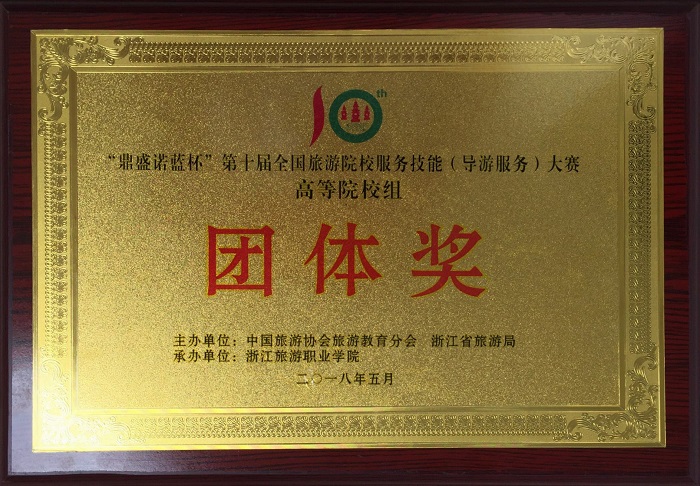 10th
“鼎盛诺蓝杯”第十届全国旅游院校服务技能（导游服务）大赛
高等院校组
团体奖
主办单位：中国旅游协会旅游教育分会 浙江省旅游局
承办单位：浙江旅游职业学院
二〇一八年五月